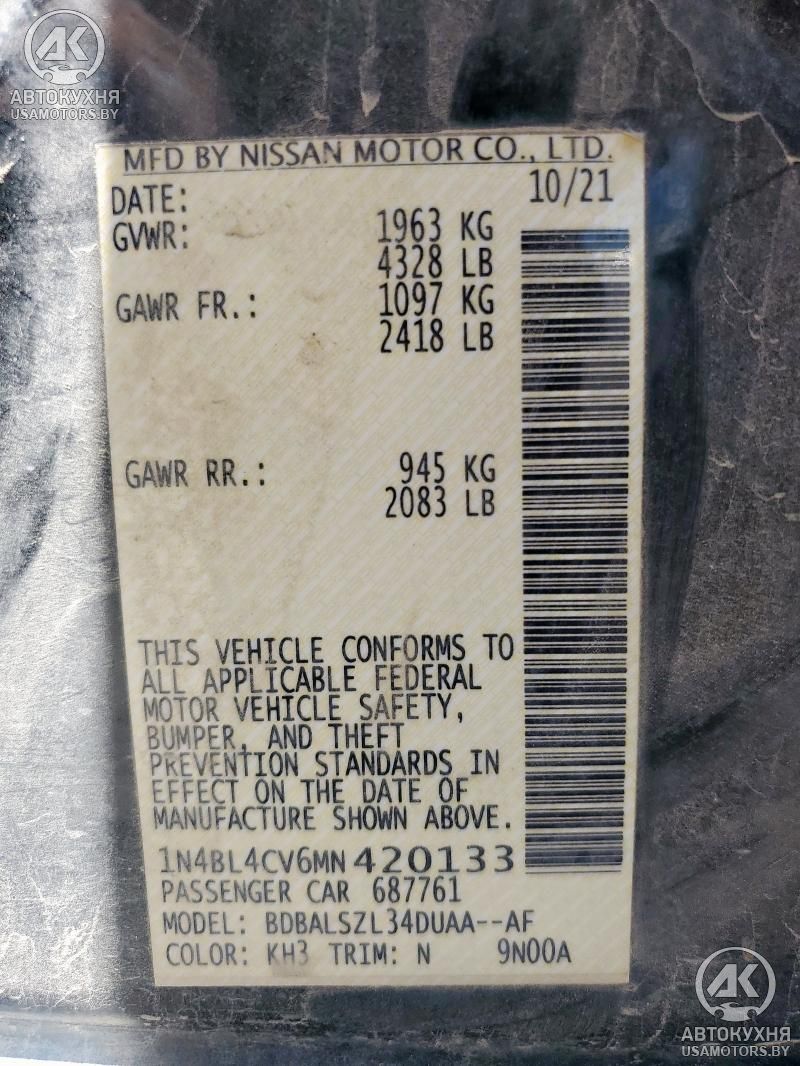 AK
АВТОКУХНЯ
USAMOTORS.BY
MFD BY NISSAN MOTOR CO., LTD.
DATE: 10/21
GVWR: 1963 KG
4328 LB
GAWR FR.: 1097 KG
2418 LB
GAWR RR.: 945 KG
2083 LB
THIS VEHICLE CONFORMS TO
ALL APPLICABLE FEDERAL
MOTOR VEHICLE SAFETY,
BUMPER, AND THEFT
PREVENTION STANDARDS IN
EFFECT ON THE DATE OF
MANUFACTURE SHOWN ABOVE.
1N4BL4CV6MN420133
PASSENGER CAR 687761
MODEL: BDBALSZL34DUAA--AF
COLOR: KH3 TRIM: N 9N00A
AK
АВТОКУХНЯ
USAMOTORS.BY